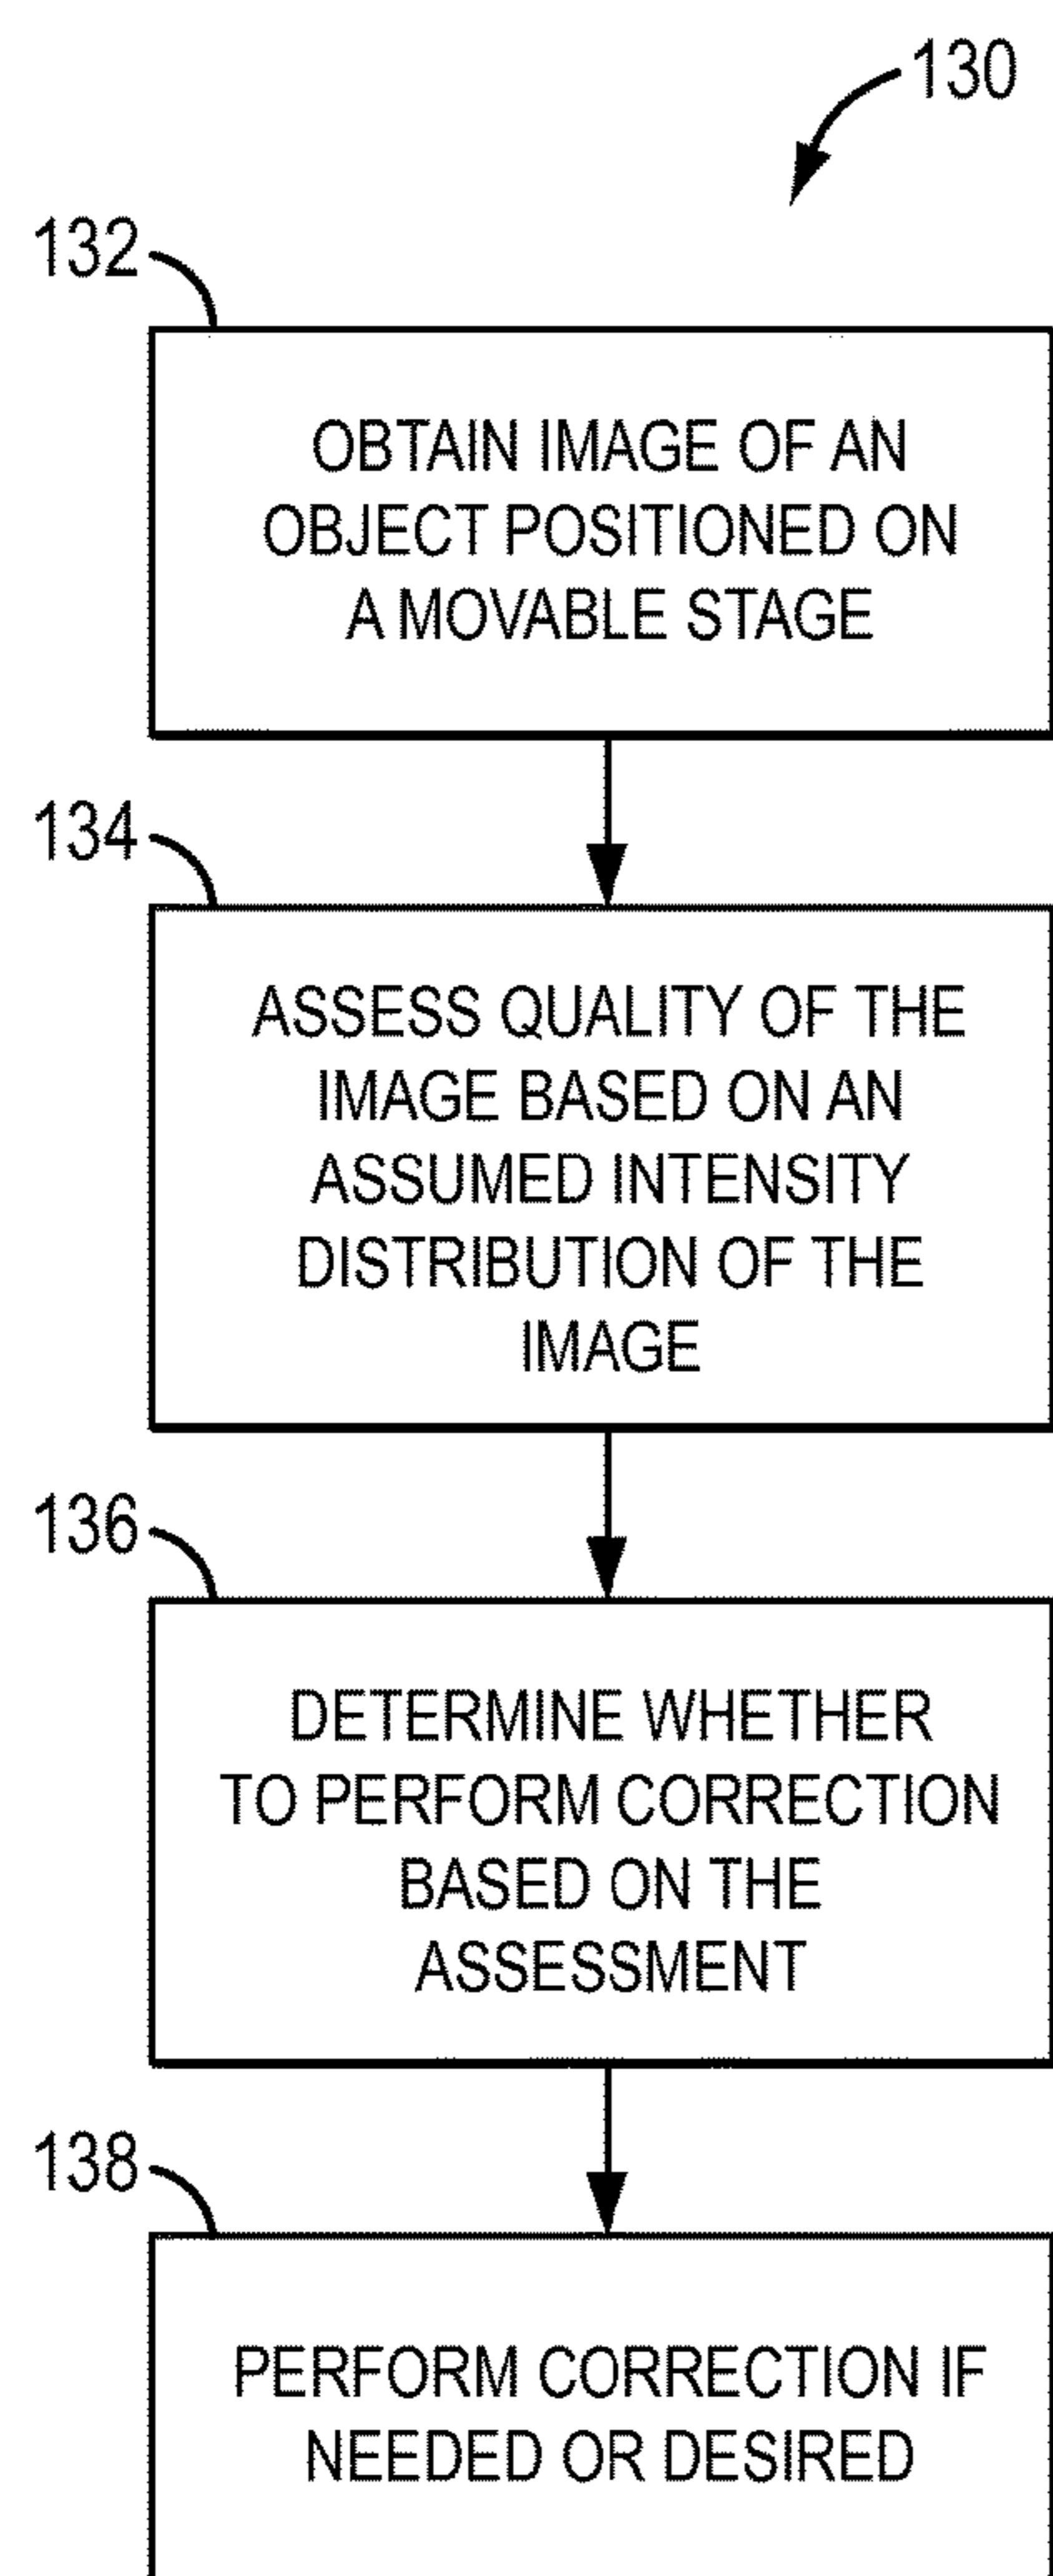 130
132
OBTAIN IMAGE OF AN
OBJECT POSITIONED ON
A MOVABLE STAGE
134
ASSESS QUALITY OF THE
IMAGE BASED ON AN
ASSUMED INTENSITY
DISTRIBUTION OF THE
IMAGE
136
DETERMINE WHETHER
TO PERFORM CORRECTION
BASED ON THE
ASSESSMENT
138
PERFORM CORRECTION IF
NEEDED OR DESIRED